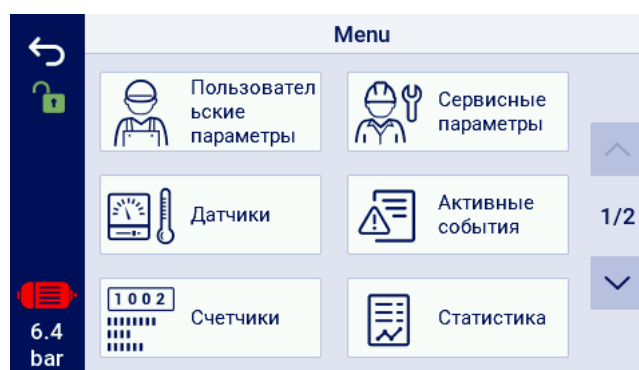 Menu
Пользовател
ьские
параметры
Сервисные
параметры
Датчики
Активные
события
1/2
1002
Счетчики
Статистика
6.4
bar